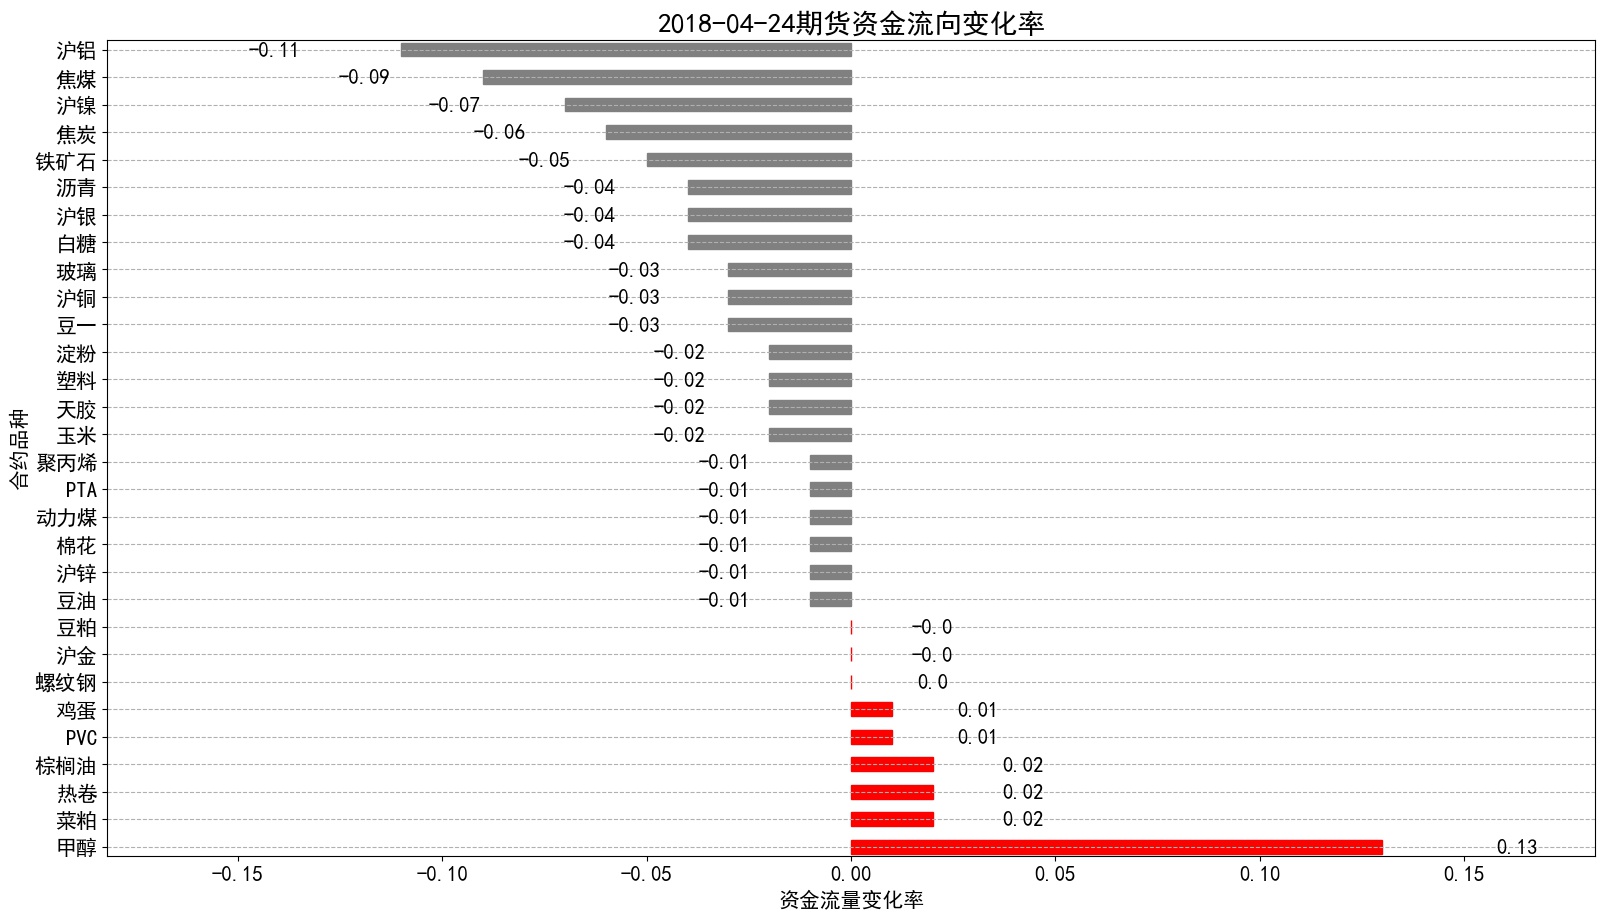 2018-04-24期货资金流向变化率
合约品种
沪铝 -0.11
焦煤 -0.09
沪镍 -0.07
焦炭 -0.06
铁矿石 -0.05
沥青 -0.04
沪银 -0.04
白糖 -0.04
玻璃 -0.03
沪铜 -0.03
豆一 -0.03
淀粉 -0.02
塑料 -0.02
天胶 -0.02
玉米 -0.02
聚丙烯 -0.01
PTA -0.01
动力煤 -0.01
棉花 -0.01
沪锌 -0.01
豆油 -0.01
豆粕 -0.0
沪金 -0.0
螺纹钢 0.0
鸡蛋 0.01
PVC 0.01
棕榈油 0.02
热卷 0.02
菜粕 0.02
甲醇 0.13
-0.15 -0.10 -0.05 0.00 0.05 0.10 0.15
资金流量变化率